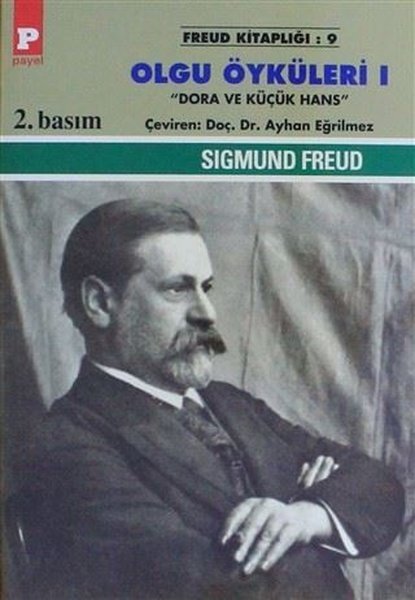 P
payel
FREUD KİTAPLIĞI : 9
OLGU ÖYKÜLERİ I
"DORA VE KÜÇÜK HANS"
2. basım
Çeviren: Doç. Dr. Ayhan Eğrilmez
SIGMUND FREUD